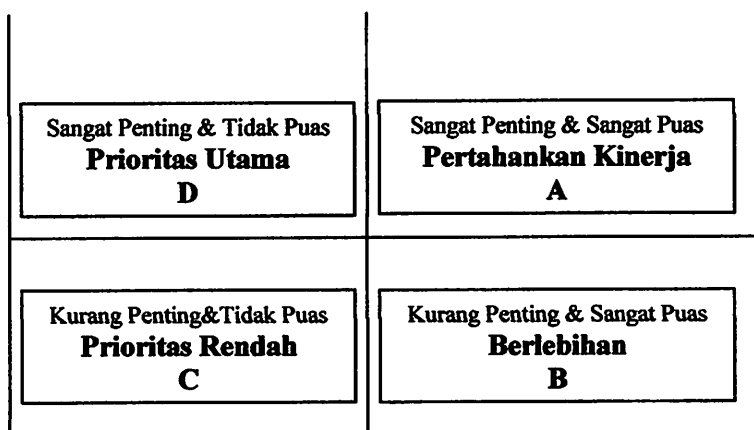 Sangat Penting & Tidak Puas
Prioritas Utama
D
Sangat Penting & Sangat Puas
Pertahankan Kinerja
A
Kurang Penting&Tidak Puas
Prioritas Rendah
C
Kurang Penting & Sangat Puas
Berlebihan
B